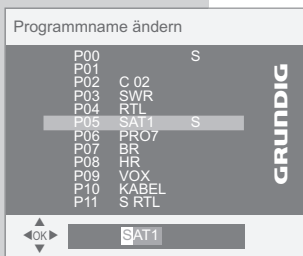 Programmname ändern
P00 S
P01
P02 C 02
P03 SWR
P04 RTL
P05 SAT1 S
P06 PRO7
P07 BR
P08 HR
P09 VOX
P10 KABEL
P11 S RTL
GRUNDIG
OK SAT1